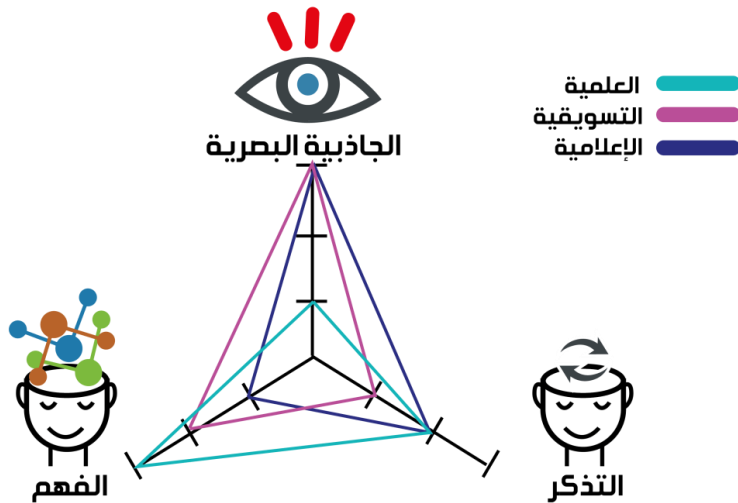 الجاذبية البصرية
العلمية
التسويقية
الإعلامية
التذكر
الفهم